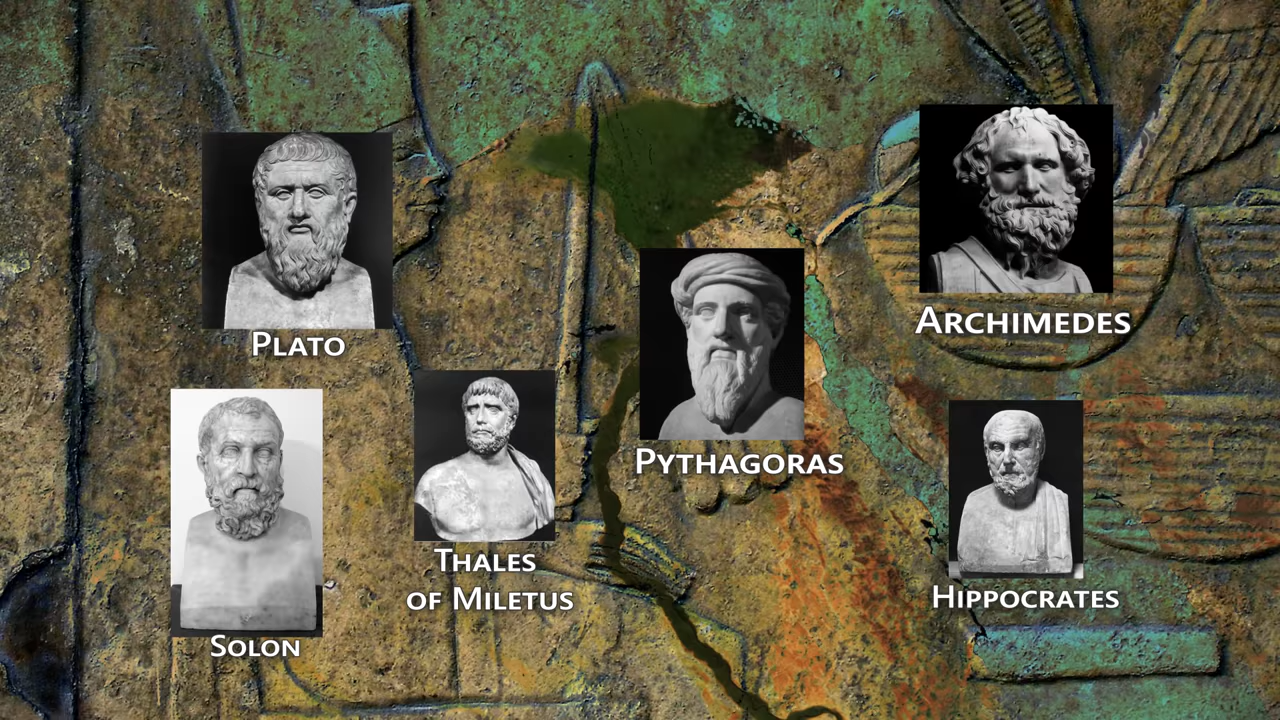 Plato
Archimedes
Pythagoras
Solon
Thales
of Miletus
Hippocrates